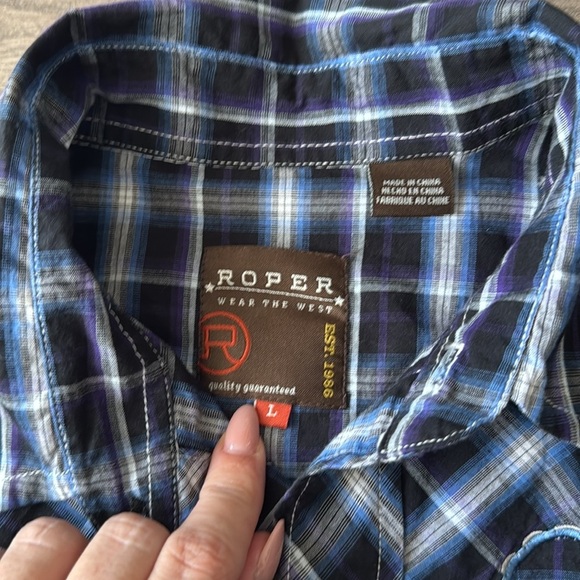 MADE IN CHINA
HECHO EN CHINA
FABRIQUE AU CHINE
ROPER
WEAR THE WEST
R
EST. 1986
quality guaranteed
L